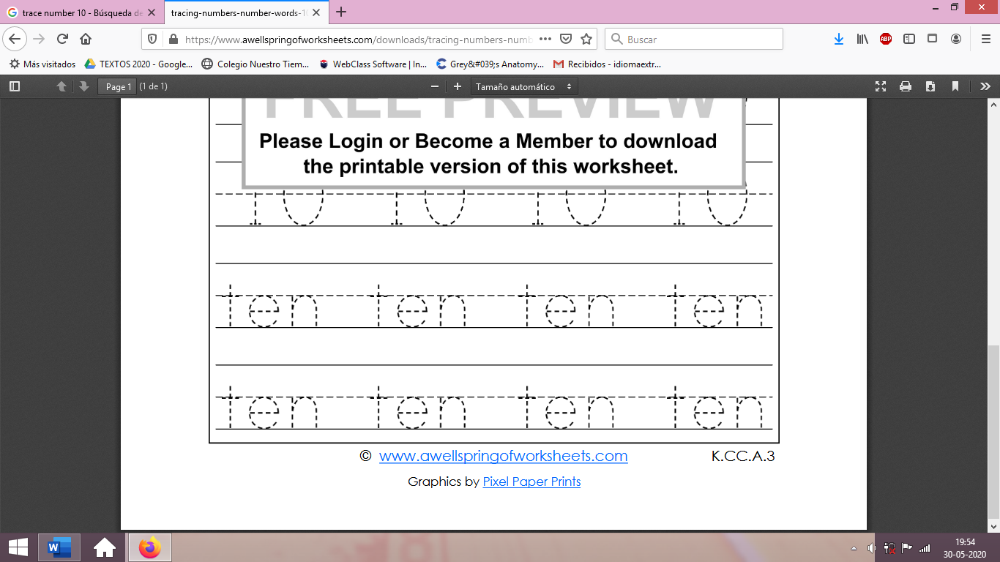 trace number 10 - Búsqueda de
tracing-numbers-number-words-10
https://www.awellspringofworksheets.com/downloads/tracing-numbers-numb
Buscar
Más visitados
TEXTOS 2020 - Google...
Colegio Nuestro Tiem...
WebClass Software | In...
Grey&#039;s Anatomy...
Recibidos - idiomaextr...
Page 1 (1 de 1)
Tamaño automático
FREE PREVIEW
Please Login or Become a Member to download
the printable version of this worksheet.
10 10 10 10
ten ten ten ten
ten ten ten ten
© www.awellspringofworksheets.com K.CC.A.3
Graphics by Pixel Paper Prints
19:54
30-05-2020